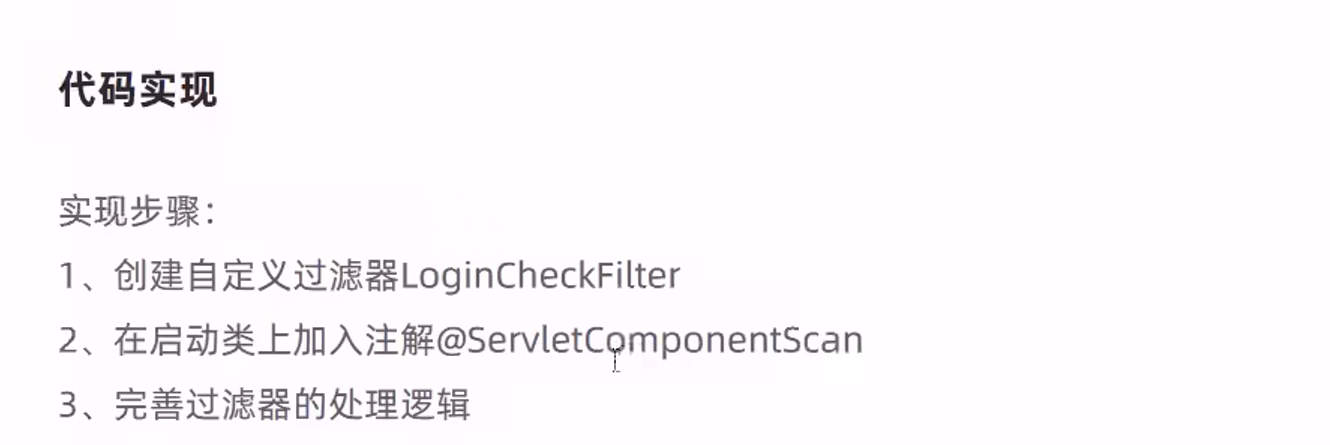 代码实现
实现步骤：
1、创建自定义过滤器LoginCheckFilter
2、在启动类上加入注解@ServletComponentScan
3、完善过滤器的处理逻辑